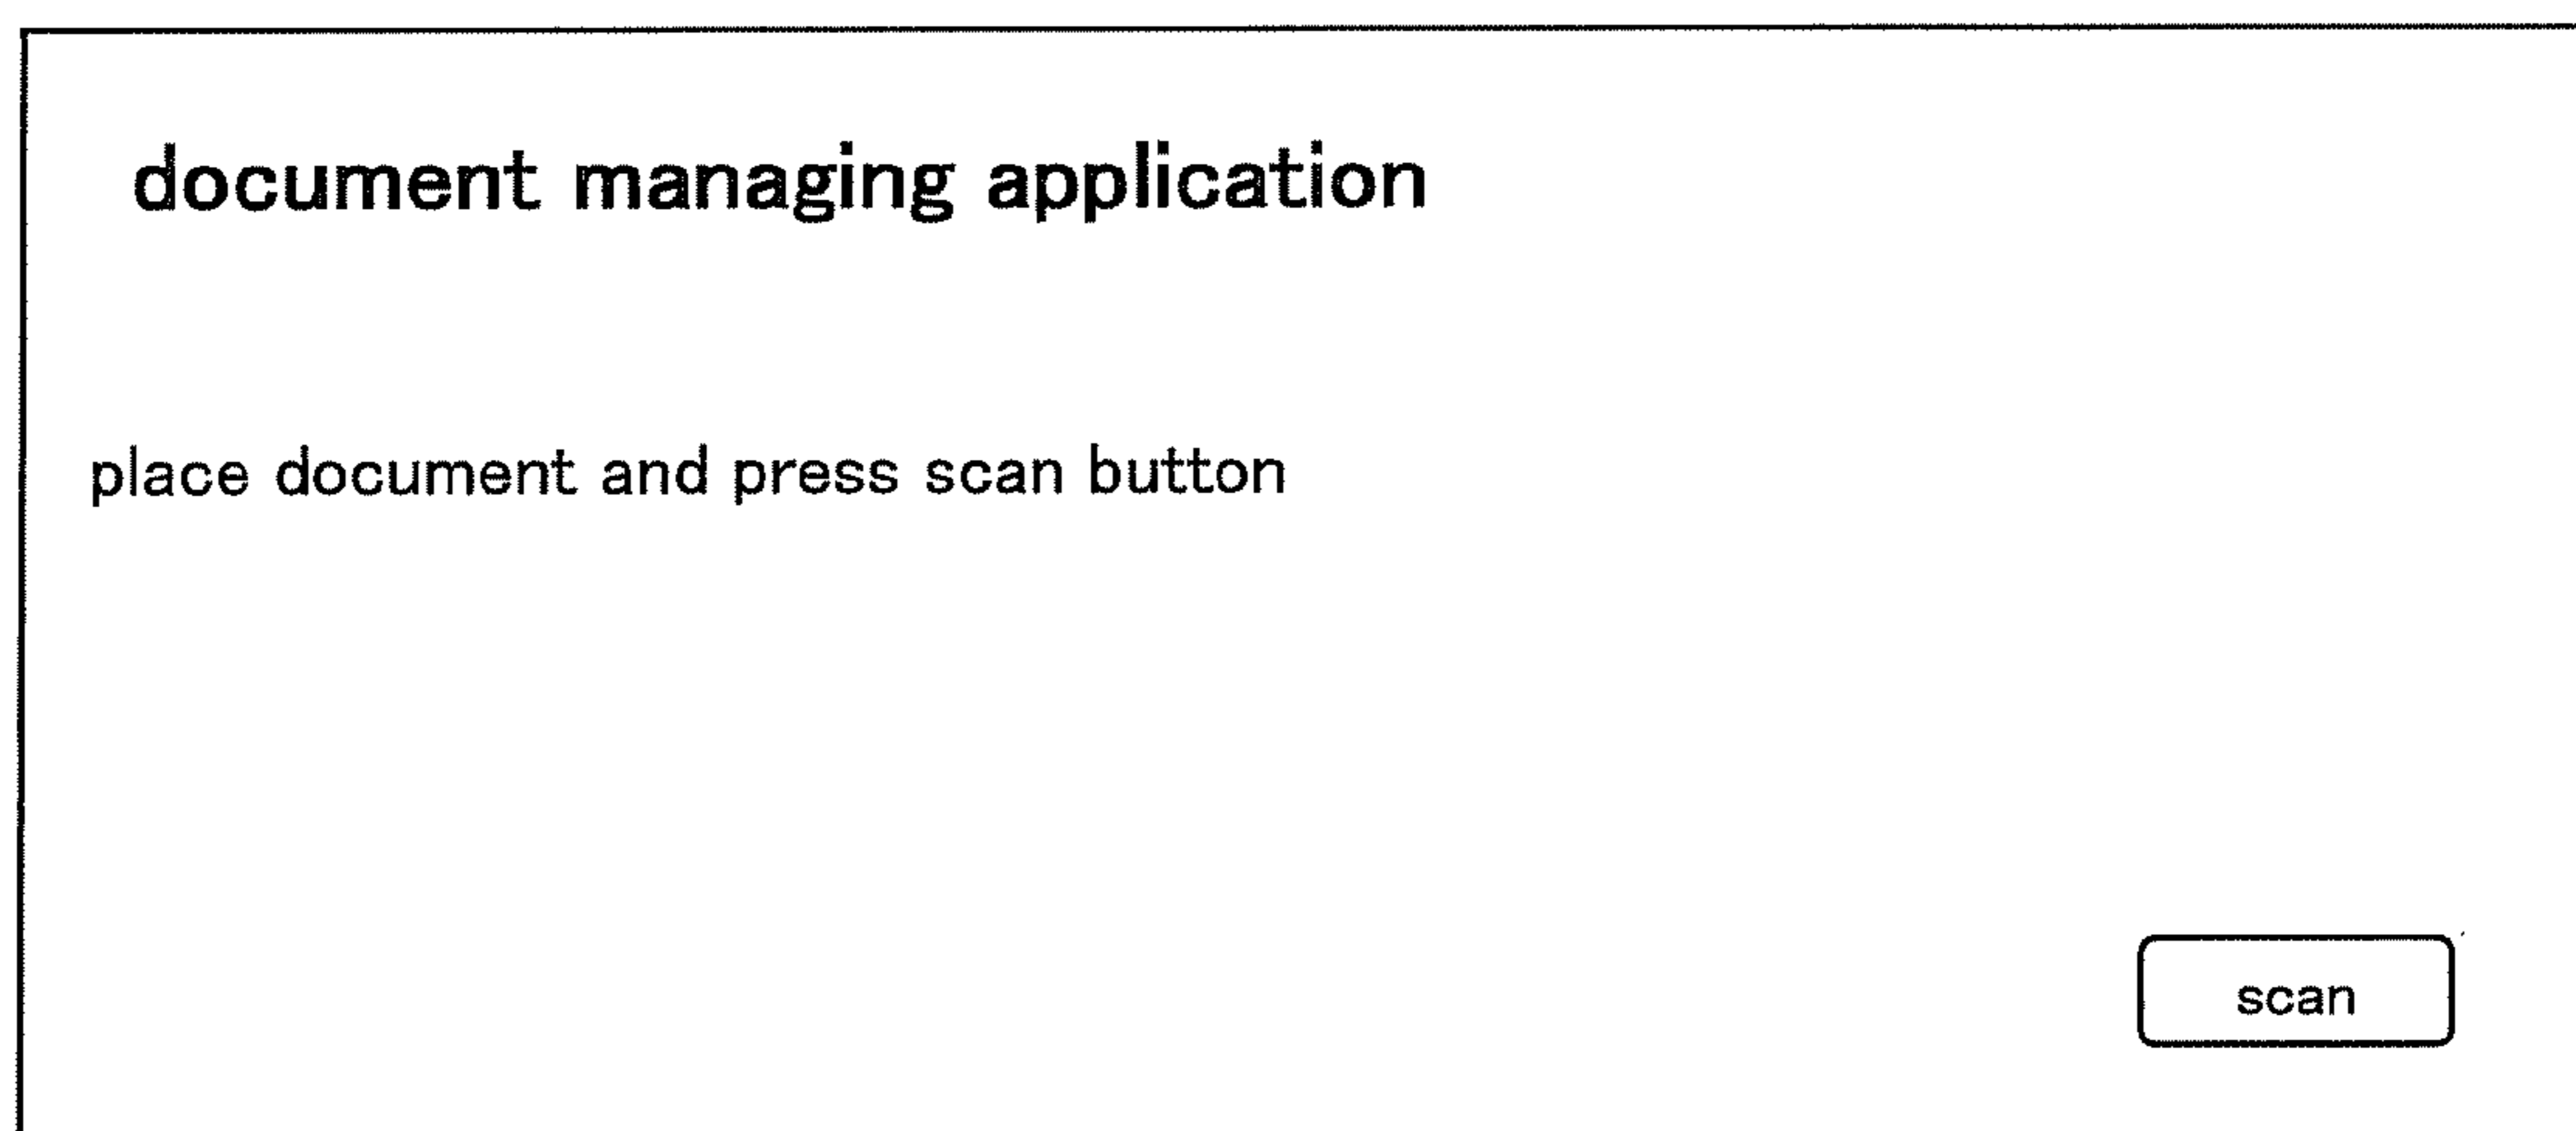 document managing application
place document and press scan button
scan